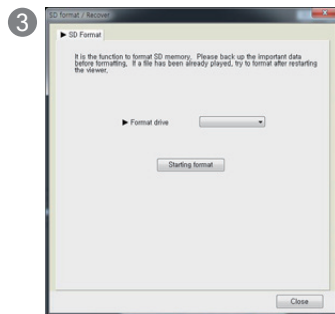 3
SD format / Recover
▶ SD Format
It is the function to format SD memory, Please back up the important data
before formatting, If a file has been already played, try to format after restarting
the viewer,
▶ Format drive
Starting format
Close